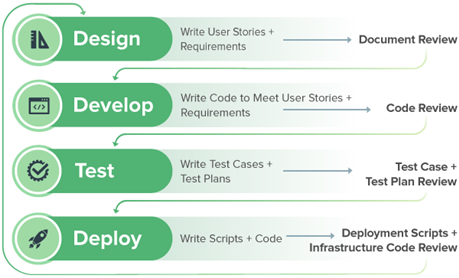 Design
Write User Stories +
Requirements
Document Review
Develop
Write Code to Meet User Stories +
Requirements
Code Review
Test
Write Test Cases +
Test Plans
Test Case +
Test Plan Review
Deploy
Write Scripts + Code
Deployment Scripts +
Infrastructure Code Review